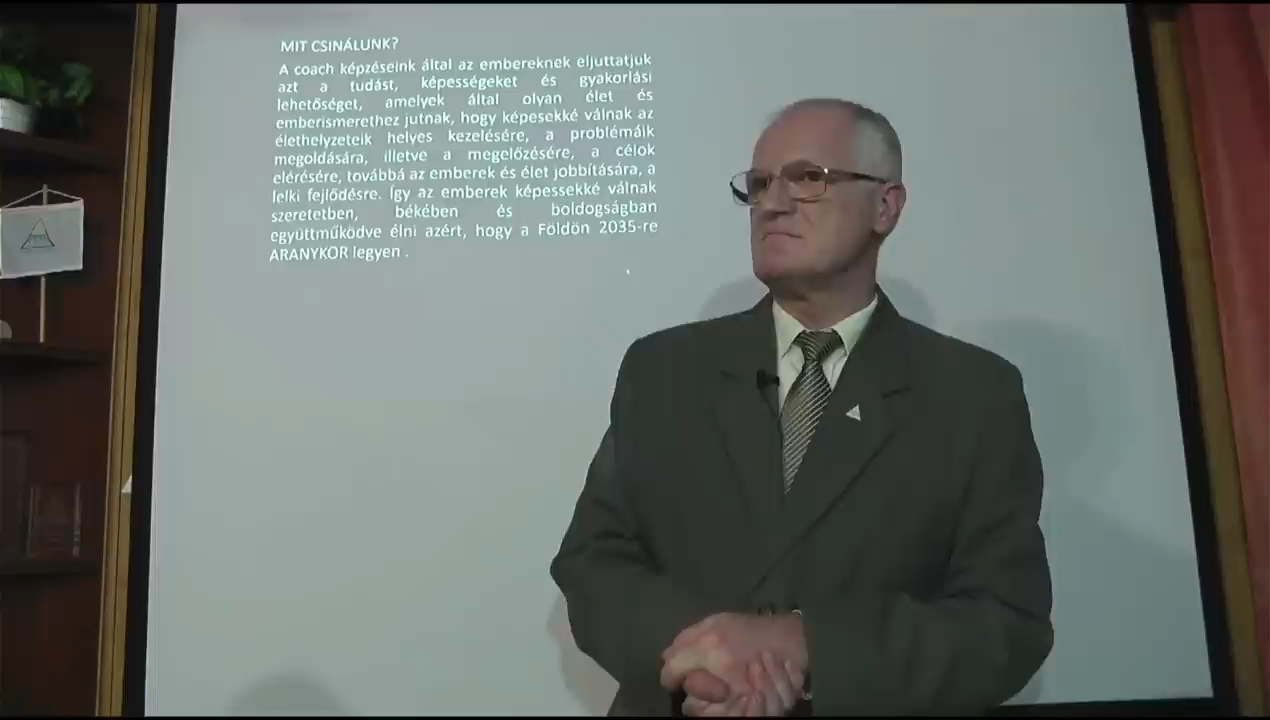 MIT CSINÁLUNK?
A coach képzéseink által az embereknek eljuttatjuk
azt a tudást, képességeket és gyakorlási
lehetőséget, amelyek által olyan élet és
emberismerethez jutnak, hogy képesekké válnak az
élethelyzeteik helyes kezelésére, a problémáik
megoldására, illetve a megelőzésére, a célok
elérésére, továbbá az emberek és élet jobbítására, a
lelki fejlődésre. Így az emberek képessekké válnak
szeretetben, békében és boldogságban
együttműködve élni azért, hogy a Földön 2035-re
ARANYKOR legyen .